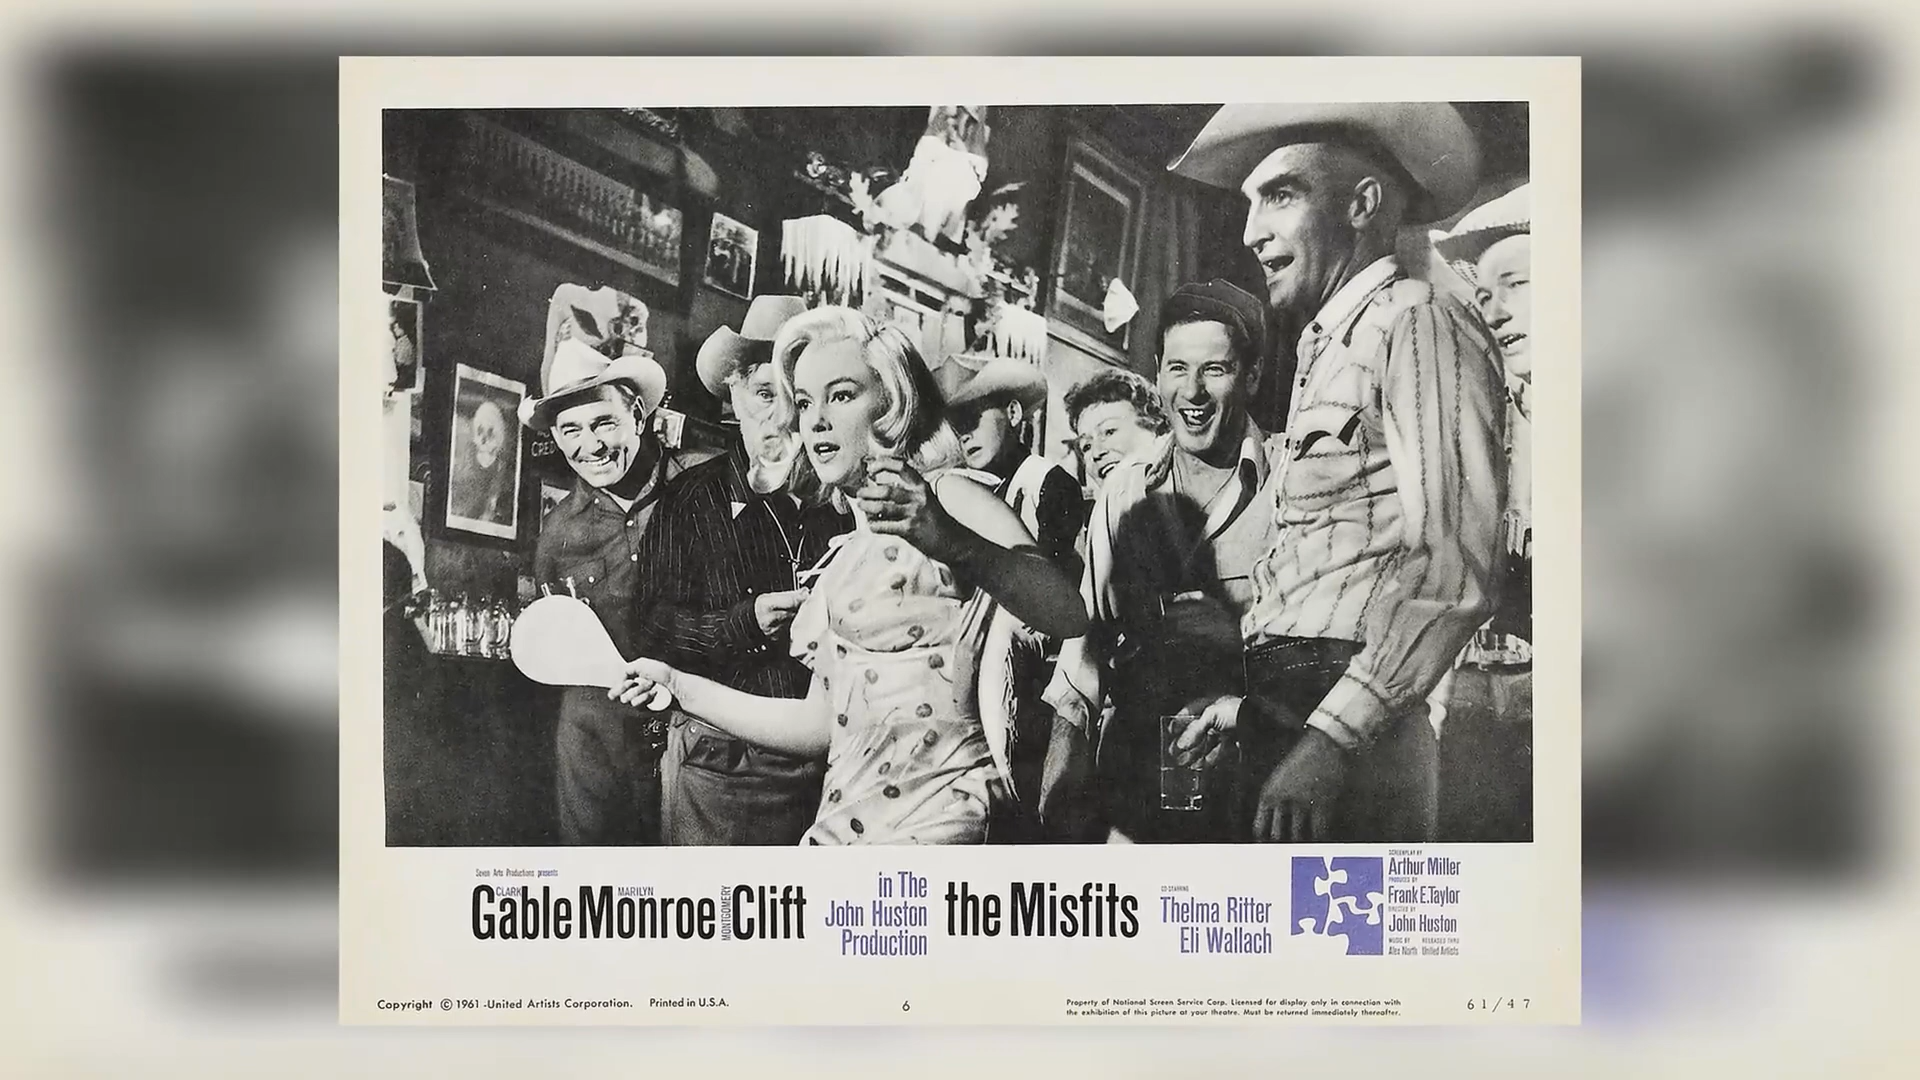 Seven Arts Productions presents
CLARK Gable MARILYN Monroe MONTGOMERY Clift
in The
John Huston
Production
the Misfits
CO-STARRING
Thelma Ritter
Eli Wallach
SCREENPLAY BY
Arthur Miller
PRODUCED BY
Frank E. Taylor
DIRECTED BY
John Huston
MUSIC BY
Alex North
RELEASED THRU
United Artists
Copyright © 1961 - United Artists Corporation. Printed in U.S.A.
6
Property of National Screen Service Corp. Licensed for display only in connection with
the exhibition of this picture at your theatre. Must be returned immediately thereafter.
61/47